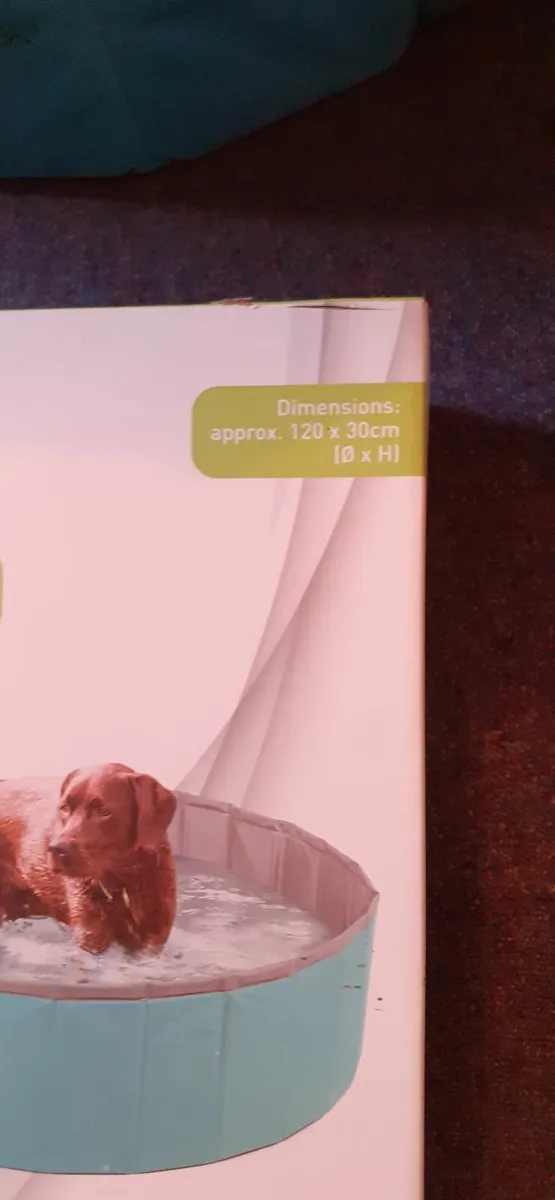 Dimensions:
approx. 120 x 30cm
(Ø x H)